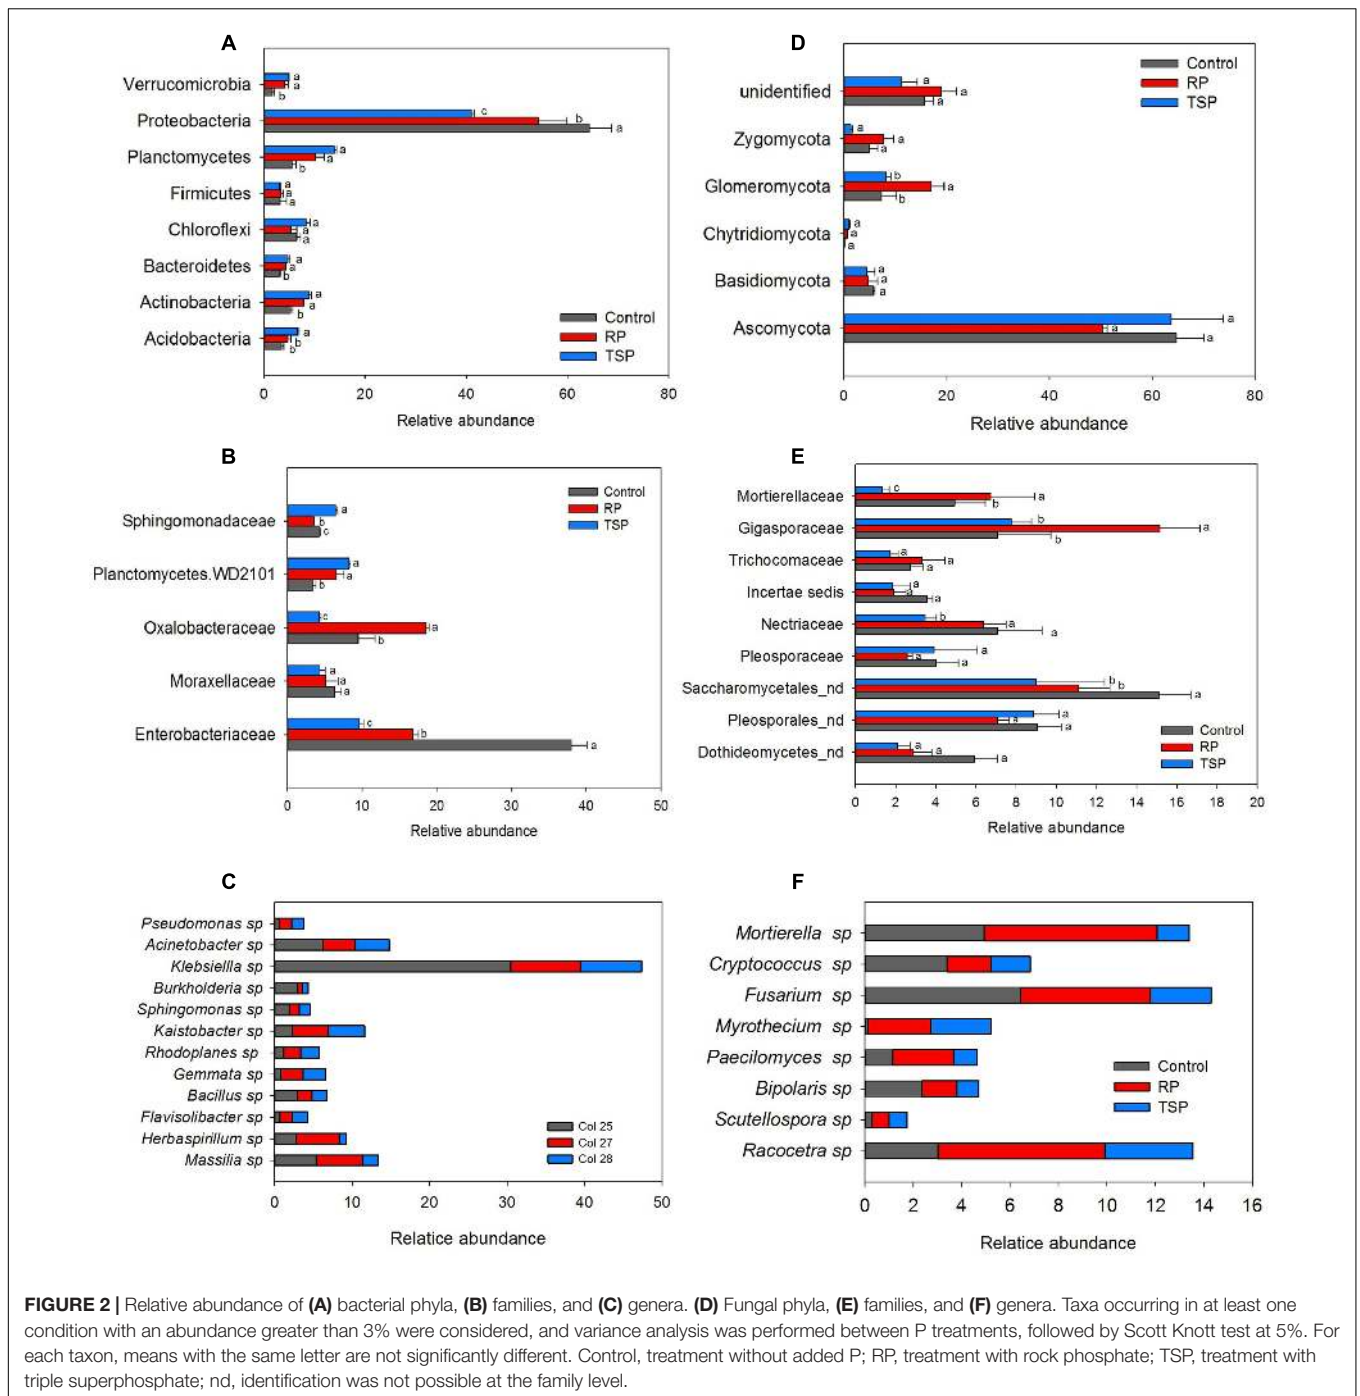 A
Verrucomicrobia
a
a
b
Proteobacteria
c
b
a
Planctomycetes
a
a
b
Firmicutes
a
a
a
Chloroflexi
a
a
a
Bacteroidetes
a
a
b
Actinobacteria
a
a
b
Acidobacteria
a
b
b
Control
RP
TSP
0 20 40 60 80
Relative abundance
D
Control
RP
TSP
unidentified
a
a
a
Zygomycota
a
a
a
Glomeromycota
b
a
b
Chytridiomycota
a
a
a
Basidiomycota
a
a
a
Ascomycota
a
a
a
0 20 40 60 80
Relative abundance
B
Control
RP
TSP
Sphingomonadaceae
a
b
c
Planctomycetes.WD2101
a
a
b
Oxalobacteraceae
c
a
b
Moraxellaceae
a
a
a
Enterobacteriaceae
c
b
a
0 10 20 30 40 50
Relative abundance
E
Mortierellaceae
c
a
b
Gigasporaceae
b
a
b
Trichocomaceae
a
a
a
Incertae sedis
a
a
a
Nectriaceae
b
a
a
Pleosporaceae
a
a
a
Saccharomycetales_nd
b
b
a
Pleosporales_nd
a
a
a
Dothideomycetes_nd
a
a
a
Control
RP
TSP
0 2 4 6 8 10 12 14 16 18 20
Relative abundance
C
Pseudomonas sp
Acinetobacter sp
Klebsiellla sp
Burkholderia sp
Sphingomonas sp
Kaistobacter sp
Rhodoplanes sp
Gemmata sp
Bacillus sp
Flavisolibacter sp
Herbaspirillum sp
Massilia sp
Col 25
Col 27
Col 28
0 10 20 30 40 50
Relatice abundance
F
Mortierella sp
Cryptococcus sp
Fusarium sp
Myrothecium sp
Paecilomyces sp
Bipolaris sp
Scutellospora sp
Racocetra sp
Control
RP
TSP
0 2 4 6 8 10 12 14 16
Relatice abundance
FIGURE 2 | Relative abundance of (A) bacterial phyla, (B) families, and (C) genera. (D) Fungal phyla, (E) families, and (F) genera. Taxa occurring in at least one
condition with an abundance greater than 3% were considered, and variance analysis was performed between P treatments, followed by Scott Knott test at 5%. For
each taxon, means with the same letter are not significantly different. Control, treatment without added P; RP, treatment with rock phosphate; TSP, treatment with
triple superphosphate; nd, identification was not possible at the family level.